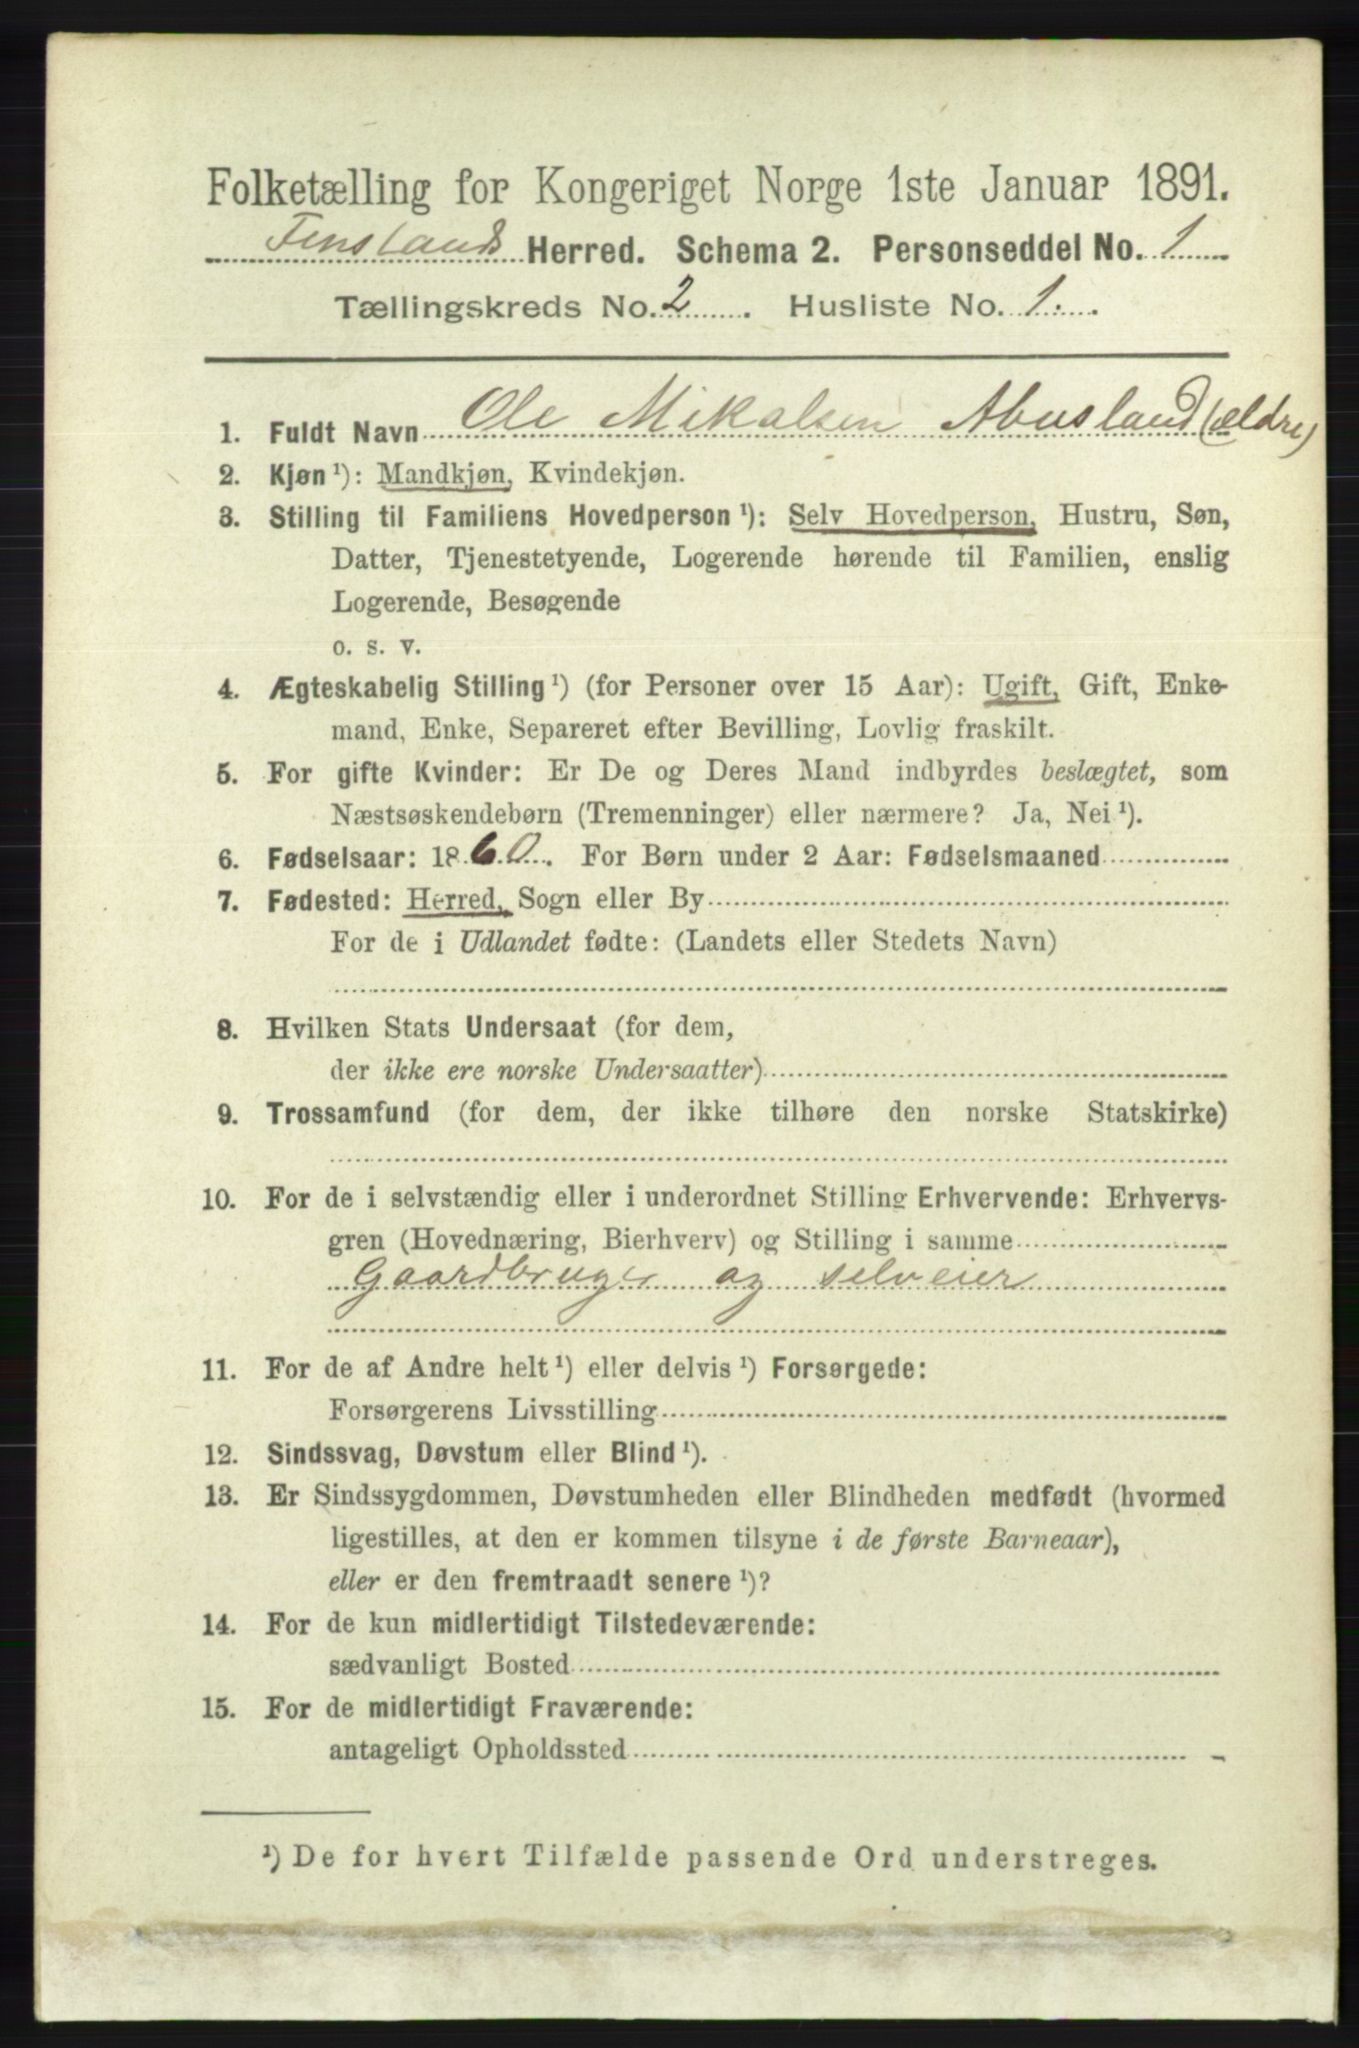 Folketælling for Kongeriget Norge 1ste Januar 1891.
Finslands Herred. Schema 2. Personseddel No. 1
Tællingskreds No. 2. Husliste No. 1.
1. Fuldt Navn Ole Mikalsen Abusland (ældre)
2. Kjøn ¹): Mandkjøn, Kvindekjøn.
3. Stilling til Familiens Hovedperson ¹): Selv Hovedperson, Hustru, Søn,
Datter, Tjenestetyende, Logerende hørende til Familien, enslig
Logerende, Besøgende
o. s. v.
4. Ægteskabelig Stilling ¹) (for Personer over 15 Aar): Ugift, Gift, Enke-
mand, Enke, Separeret efter Bevilling, Lovlig fraskilt.
5. For gifte Kvinder: Er De og Deres Mand indbyrdes beslægtet, som
Næstsøskendebørn (Tremenninger) eller nærmere? Ja, Nei ¹).
6. Fødselsaar: 1860. For Børn under 2 Aar: Fødselsmaaned
7. Fødested: Herred, Sogn eller By
For de i Udlandet fødte: (Landets eller Stedets Navn)
8. Hvilken Stats Undersaat (for dem,
der ikke ere norske Undersaatter)
9. Trossamfund (for dem, der ikke tilhøre den norske Statskirke)
10. For de i selvstændig eller i underordnet Stilling Erhvervende: Erhvervs-
gren (Hovednæring, Bierhverv) og Stilling i samme
Gaardbruger og selveier
11. For de af Andre helt ¹) eller delvis ¹) Forsørgede:
Forsørgerens Livsstilling
12. Sindssvag, Døvstum eller Blind ¹).
13. Er Sindssygdommen, Døvstumheden eller Blindheden medfødt (hvormed
ligestilles, at den er kommen tilsyne i de første Barneaar),
eller er den fremtraadt senere ¹)?
14. For de kun midlertidigt Tilstedeværende:
sædvanligt Bosted
15. For de midlertidigt Fraværende:
antageligt Opholdssted
¹) De for hvert Tilfælde passende Ord understreges.